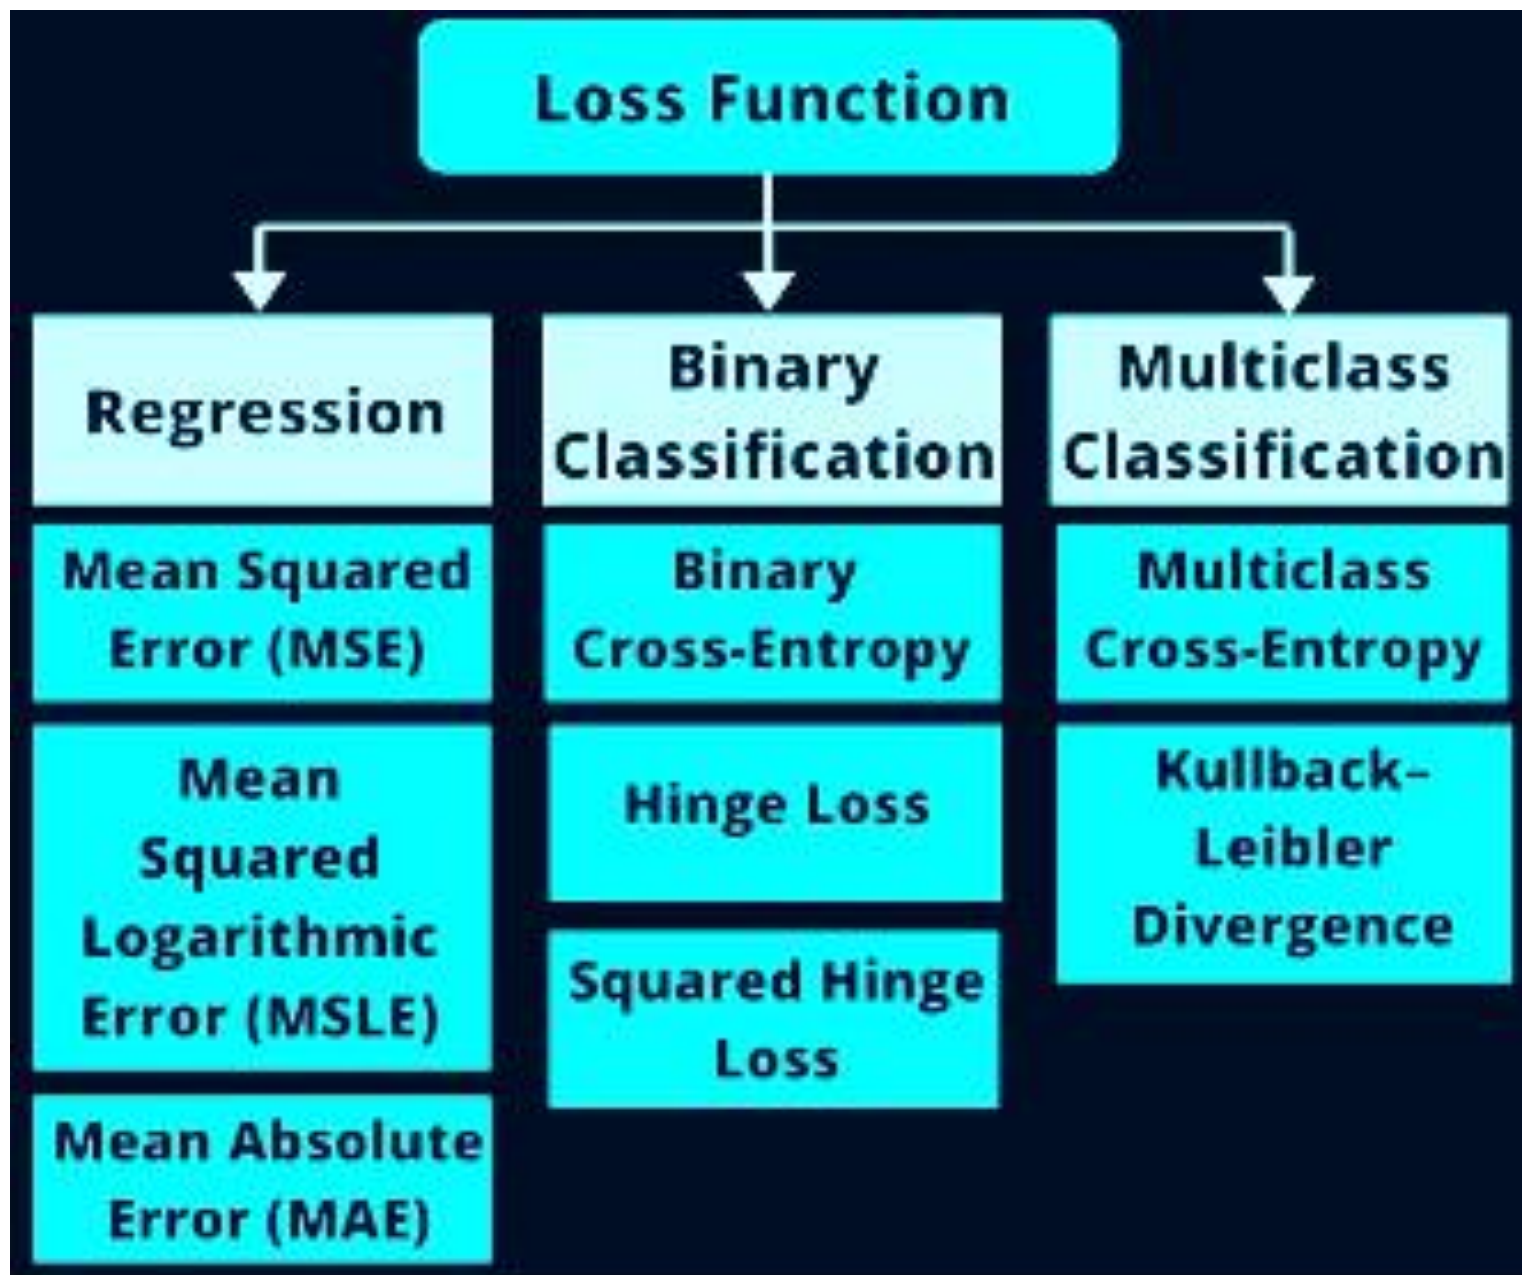 Loss Function
Regression
Mean Squared
Error (MSE)
Mean
Squared
Logarithmic
Error (MSLE)
Mean Absolute
Error (MAE)
Binary
Classification
Binary
Cross-Entropy
Hinge Loss
Squared Hinge
Loss
Multiclass
Classification
Multiclass
Cross-Entropy
Kullback–
Leibler
Divergence